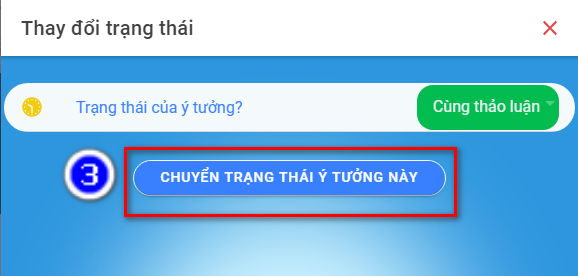 Thay đổi trạng thái
Trạng thái của ý tưởng?
Cùng thảo luận
3
CHUYỂN TRẠNG THÁI Ý TƯỞNG NÀY